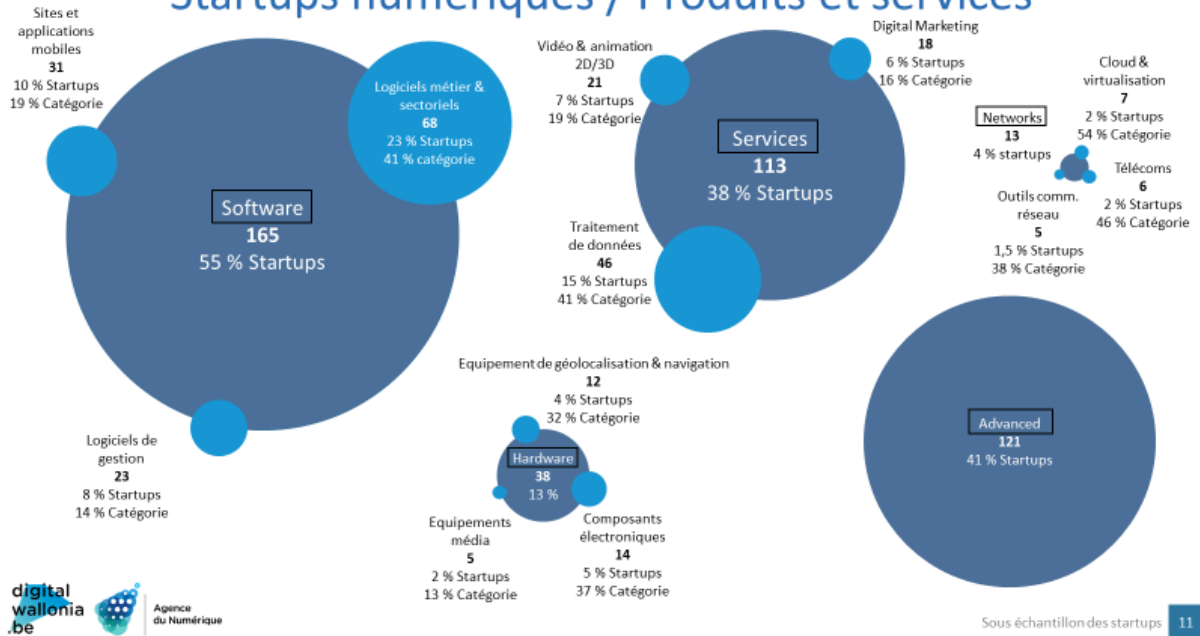 Startups numériques / Produits et services
Sites et
applications
mobiles
31
10 % Startups
19 % Catégorie
Logiciels métier &
sectoriels
68
23 % Startups
41 % catégorie
Software
165
55 % Startups
Logiciels de
gestion
23
8 % Startups
14 % Catégorie
Vidéo & animation
2D/3D
21
7 % Startups
19 % Catégorie
Digital Marketing
18
6 % Startups
16 % Catégorie
Services
113
38 % Startups
Traitement
de données
46
15 % Startups
41 % Catégorie
Cloud &
virtualisation
7
2 % Startups
54 % Catégorie
Networks
13
4 % startups
Télécoms
6
2 % Startups
46 % Catégorie
Outils comm.
réseau
5
1,5 % Startups
38 % Catégorie
Equipement de géolocalisation & navigation
12
4 % Startups
32 % Catégorie
Hardware
38
13 %
Equipements
média
5
2 % Startups
13 % Catégorie
Composants
électroniques
14
5 % Startups
37 % Catégorie
Advanced
121
41 % Startups
digital
wallonia
.be
Agence
du Numérique
Sous échantillon des startups
11